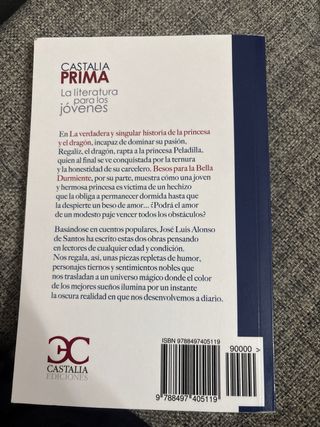 CASTALIA
PRIMA
La literatura
para los
jóvenes
En La verdadera y singular historia de la princesa
y el dragón, incapaz de dominar su pasión,
Regaliz, el dragón, rapta a la princesa Peladilla,
quien al final se ve conquistada por la ternura
y la honestidad de su carcelero. Besos para la Bella
Durmiente, por su parte, muestra cómo una joven
y hermosa princesa es víctima de un hechizo
que la obliga a permanecer dormida hasta que
la despierte un beso de amor... ¿Podrá el amor
de un modesto paje vencer todos los obstáculos?
Basándose en cuentos populares, José Luis Alonso
de Santos ha escrito estas dos obras pensando
en lectores de cualquier edad y condición.
Nos regala, así, unas piezas repletas de humor,
personajes tiernos y sentimientos nobles que
nos trasladan a un universo mágico donde el color
de los mejores sueños ilumina por un instante
la oscura realidad en que nos desenvolvemos a diario.
CASTALIA
EDICIONES
ISBN 9788497405119
90000 >
9 788497 405119